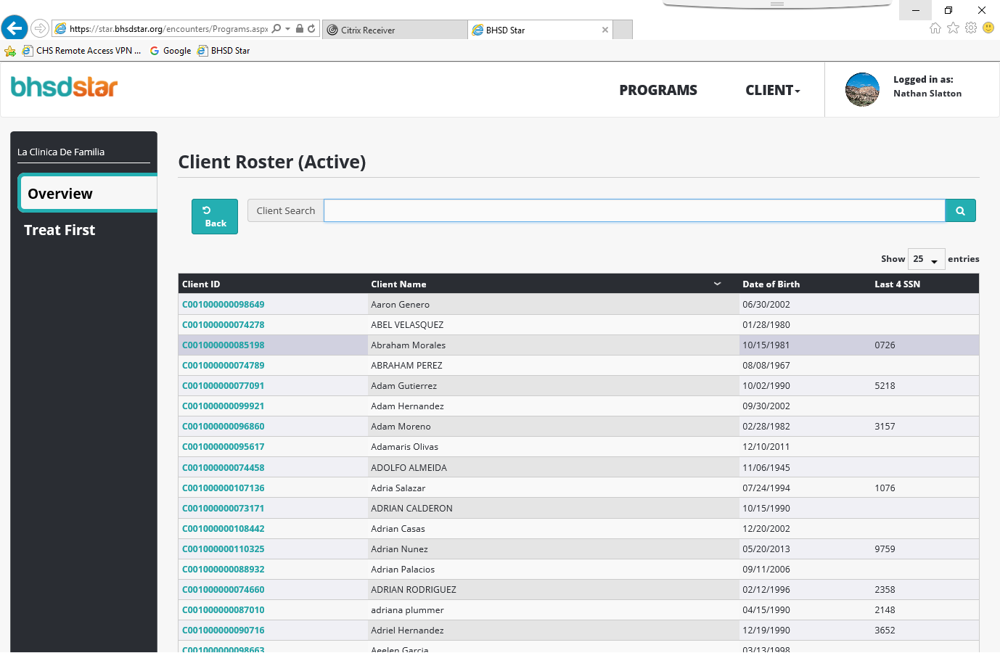 https://star.bhsdstar.org/encounters/Programs.aspx
Citrix Receiver
BHSD Star
CHS Remote Access VPN ...
Google
BHSD Star
bhsdstar
PROGRAMS
CLIENT
Logged in as:
Nathan Slatton
La Clinica De Familia
Overview
Treat First
Client Roster (Active)
Back
Client Search
Show 25 entries
Client ID Client Name Date of Birth Last 4 SSN
C001000000098649 Aaron Genero 06/30/2002
C001000000074278 ABEL VELASQUEZ 01/28/1980
C001000000085198 Abraham Morales 10/15/1981 0726
C001000000074789 ABRAHAM PEREZ 08/08/1967
C001000000077091 Adam Gutierrez 10/02/1990 5218
C001000000099921 Adam Hernandez 09/30/2002
C001000000096860 Adam Moreno 02/28/1982 3157
C001000000095617 Adamaris Olivas 12/10/2011
C001000000074458 ADOLFO ALMEIDA 11/06/1945
C001000000107136 Adria Salazar 07/24/1994 1076
C001000000073171 ADRIAN CALDERON 10/15/1990
C001000000108442 Adrian Casas 12/20/2002
C001000000110325 Adrian Nunez 05/20/2013 9759
C001000000088932 Adrian Palacios 09/11/2006
C001000000074660 ADRIAN RODRIGUEZ 02/12/1996 2358
C001000000087010 adriana plummer 04/15/1990 2148
C001000000090716 Adriel Hernandez 12/19/1990 3652
C001000000098663 Aeelen Garcia 03/13/1998